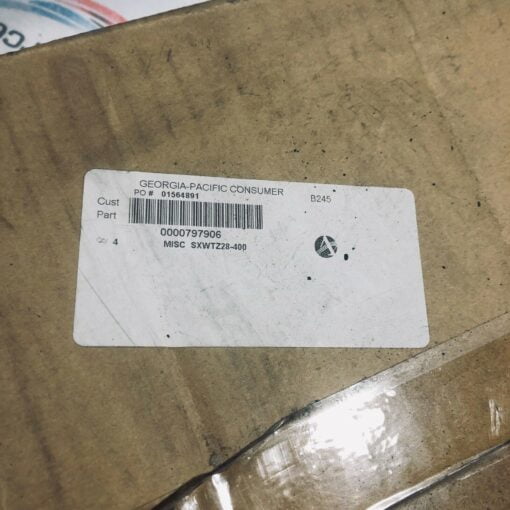 GEORGIA-PACIFIC CONSUMER
PO # 01564891
B245
Cust
Part
0000797906
4 MISC SXWTZ28-400